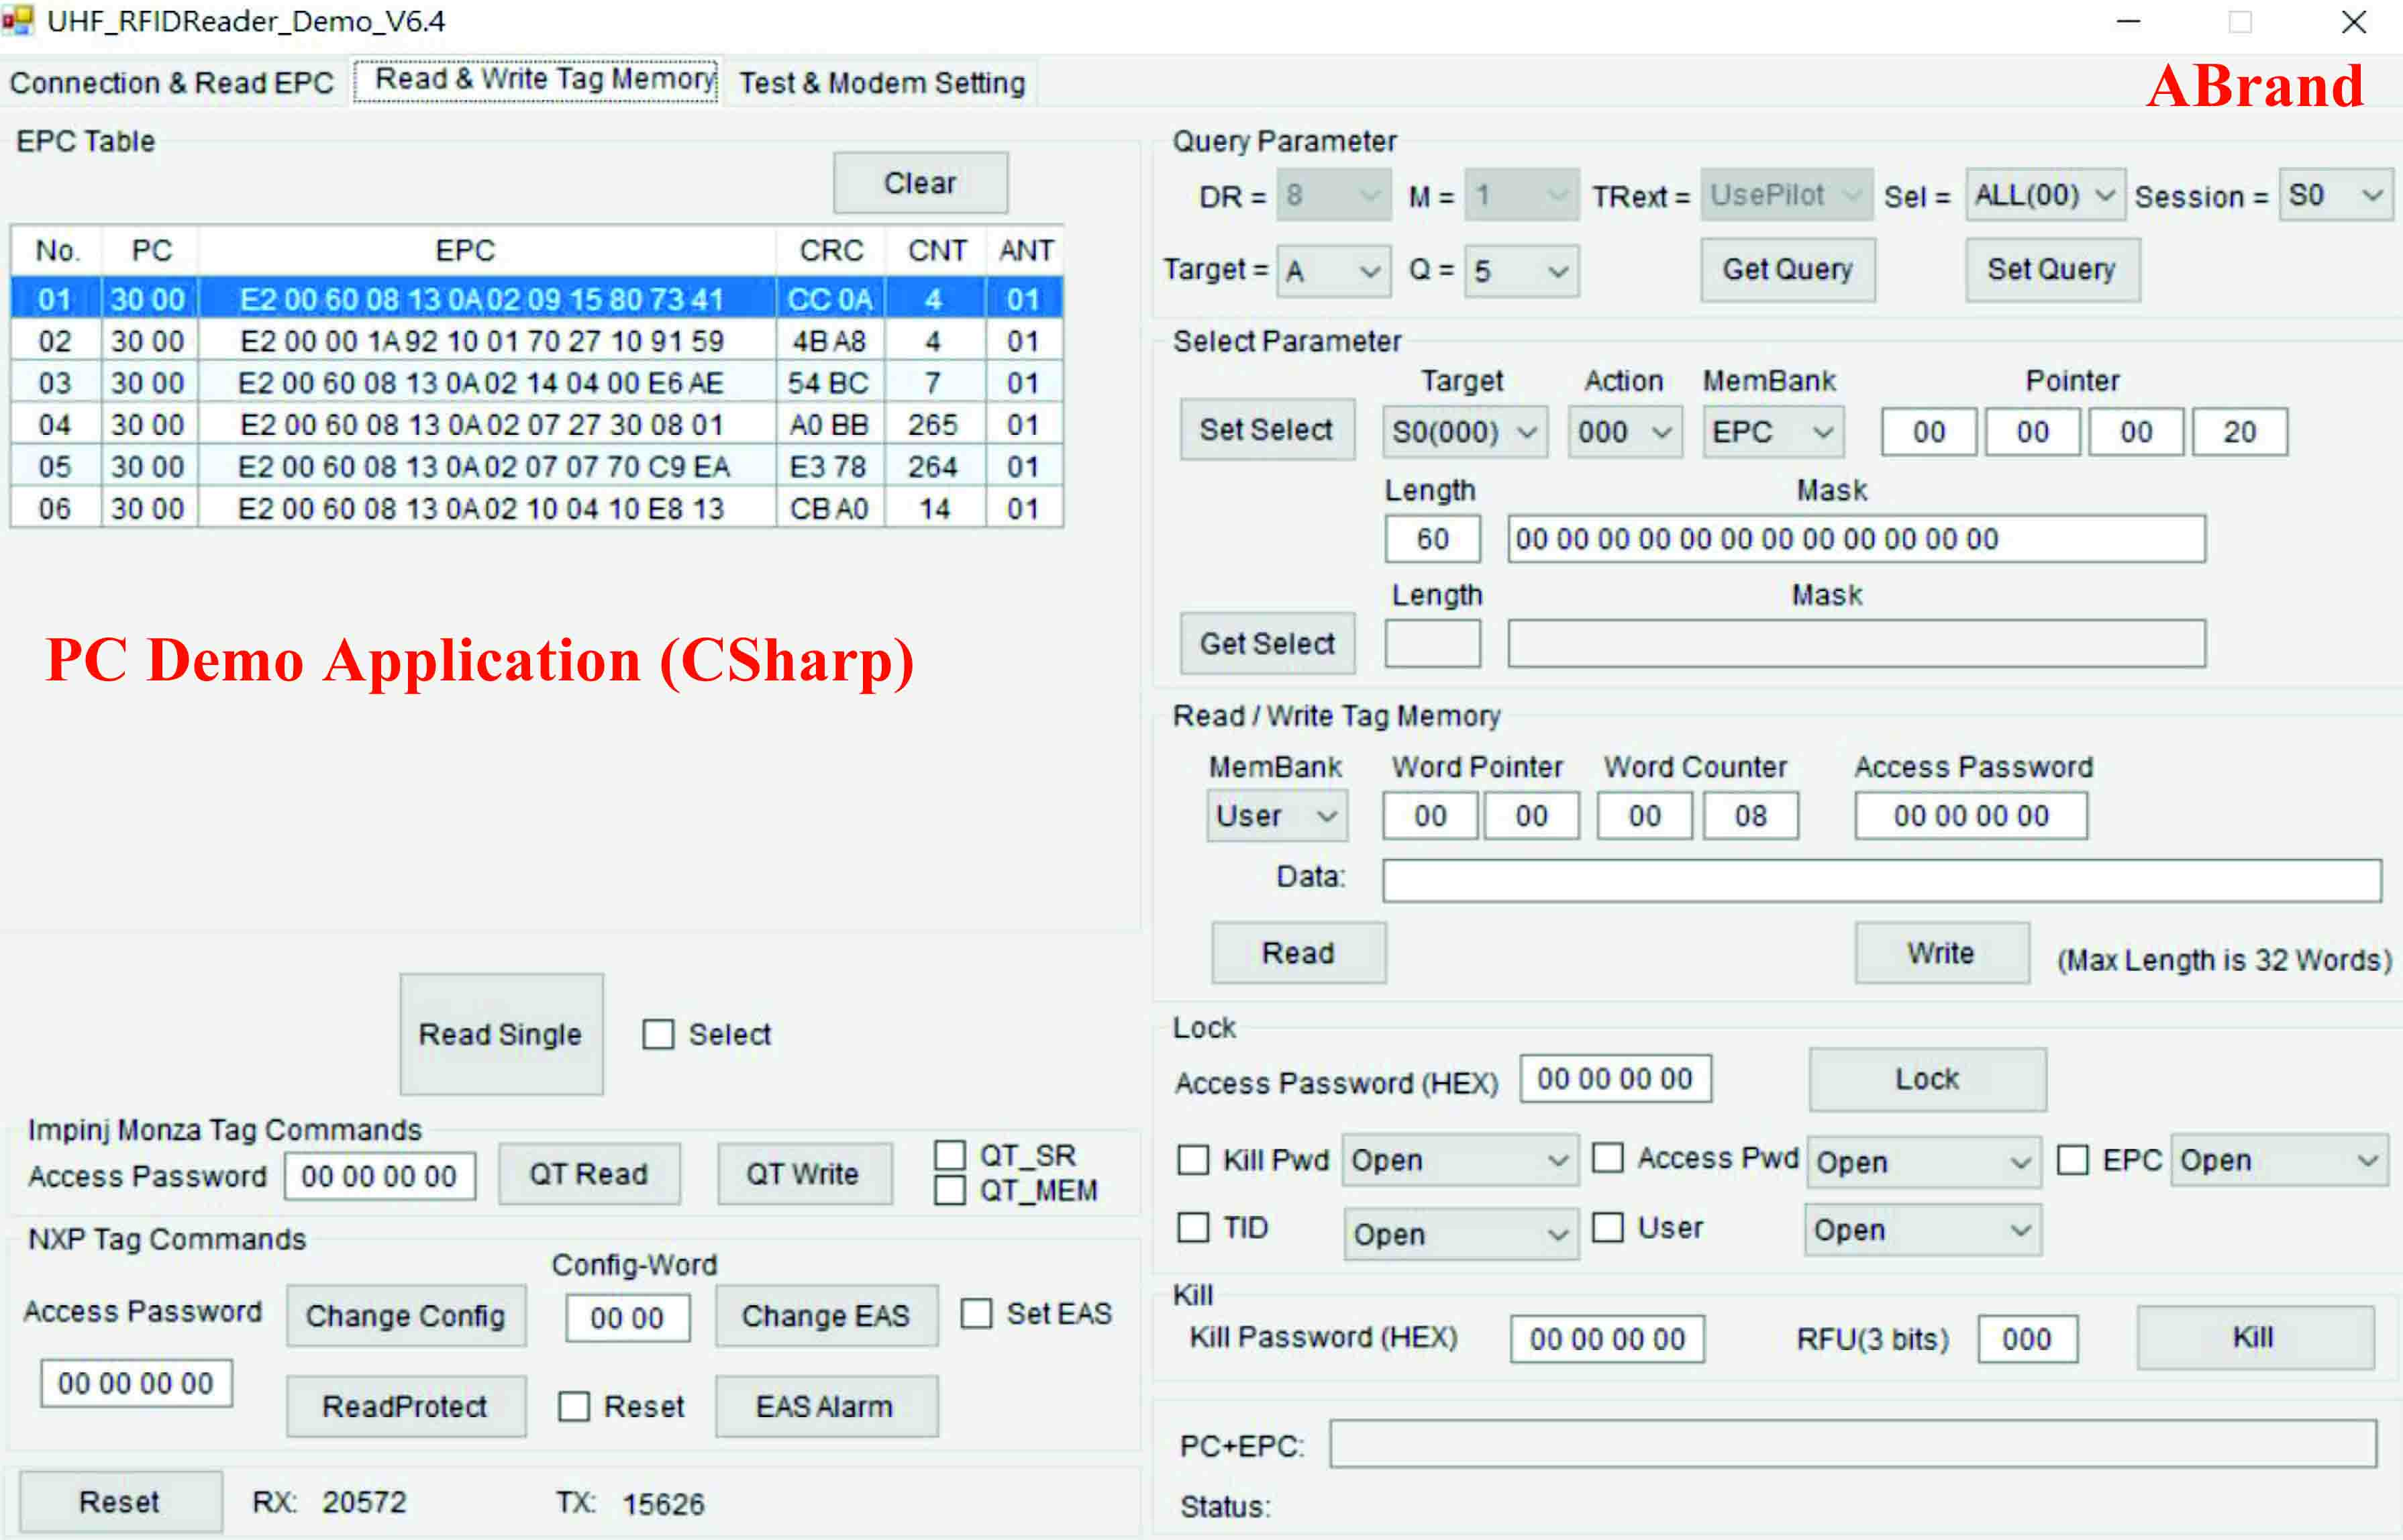 UHF_RFIDReader_Demo_V6.4
Connection & Read EPC Read & Write Tag Memory Test & Modem Setting
ABrand
EPC Table
Clear
No. PC EPC CRC CNT ANT
01 30 00 E2 00 60 08 13 0A 02 09 15 80 73 41 CC 0A 4 01
02 30 00 E2 00 00 1A 92 10 01 70 27 10 91 59 4B A8 4 01
03 30 00 E2 00 60 08 13 0A 02 14 04 00 E6 AE 54 BC 7 01
04 30 00 E2 00 60 08 13 0A 02 07 27 30 08 01 A0 BB 265 01
05 30 00 E2 00 60 08 13 0A 02 07 07 70 C9 EA E3 78 264 01
06 30 00 E2 00 60 08 13 0A 02 10 04 10 E8 13 CB A0 14 01
PC Demo Application (CSharp)
Read Single Select
Impinj Monza Tag Commands
Access Password 00 00 00 00 QT Read QT Write QT_SR
QT_MEM
NXP Tag Commands
Config-Word
Access Password Change Config 00 00 Change EAS Set EAS
00 00 00 00 ReadProtect Reset EAS Alarm
Reset RX: 20572 TX: 15626
Query Parameter
DR = 8 M = 1 TRext = UsePilot Sel = ALL(00) Session = S0
Target = A Q = 5 Get Query Set Query
Select Parameter
Target Action MemBank Pointer
Set Select S0(000) 000 EPC 00 00 00 20
Length Mask
60 00 00 00 00 00 00 00 00 00 00 00 00
Length Mask
Get Select
Read / Write Tag Memory
MemBank Word Pointer Word Counter Access Password
User 00 00 00 08 00 00 00 00
Data:
Read Write (Max Length is 32 Words)
Lock
Access Password (HEX) 00 00 00 00 Lock
Kill Pwd Open Access Pwd Open EPC Open
TID Open User Open
Kill
Kill Password (HEX) 00 00 00 00 RFU(3 bits) 000 Kill
PC+EPC:
Status: